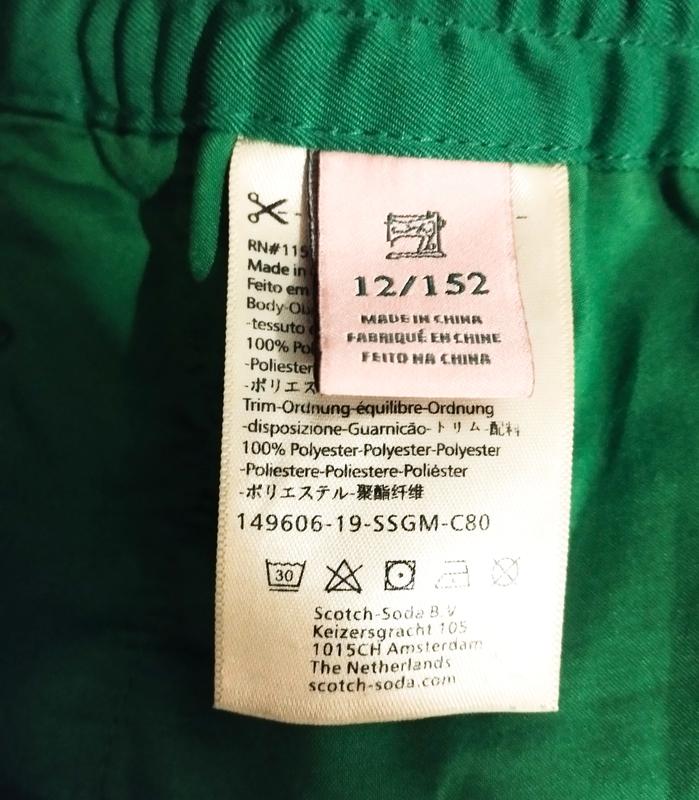 12/152
MADE IN CHINA
FABRIQUÉ EN CHINE
FEITO NA CHINA
RN#115
Made in
Feito em
Body-Ou
-tessuto
100% Pol
-Poliester
-ポリエス
Trim-Ordnung-équilibre-Ordnung
-disposizione-Guarnicão-トリム-配料
100% Polyester-Polyester-Polyester
-Poliestere-Poliestere-Poliéster
-ポリエステル-聚酯纤维
149606-19-SSGM-C80
30
Scotch-Soda B.V
Keizersgracht 105
1015CH Amsterdam
The Netherlands
scotch-soda.com